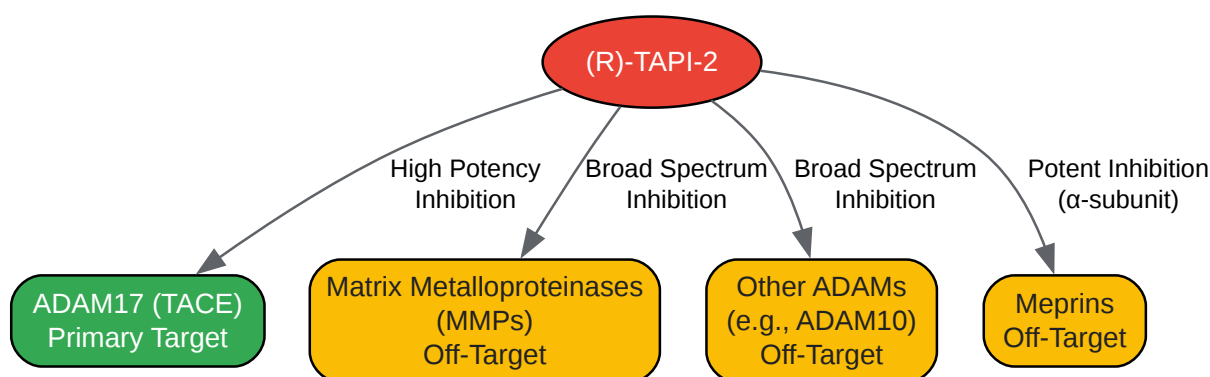 (R)-TAPI-2
High Potency
Inhibition
Broad Spectrum
Inhibition
Broad Spectrum
Inhibition
Potent Inhibition
(α-subunit)
ADAM17 (TACE)
Primary Target
Matrix Metalloproteinases
(MMPs)
Off-Target
Other ADAMs
(e.g., ADAM10)
Off-Target
Meprins
Off-Target